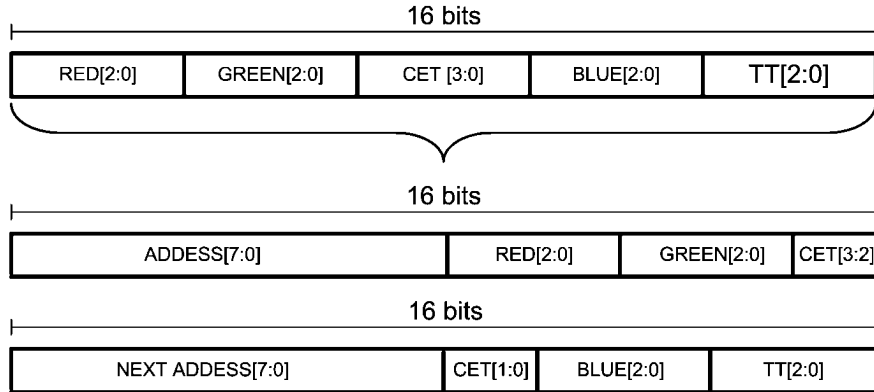 16 bits
RED[2:0] GREEN[2:0] CET [3:0] BLUE[2:0] TT[2:0]
16 bits
ADDESS[7:0] RED[2:0] GREEN[2:0] CET[3:2]
16 bits
NEXT ADDESS[7:0] CET[1:0] BLUE[2:0] TT[2:0]